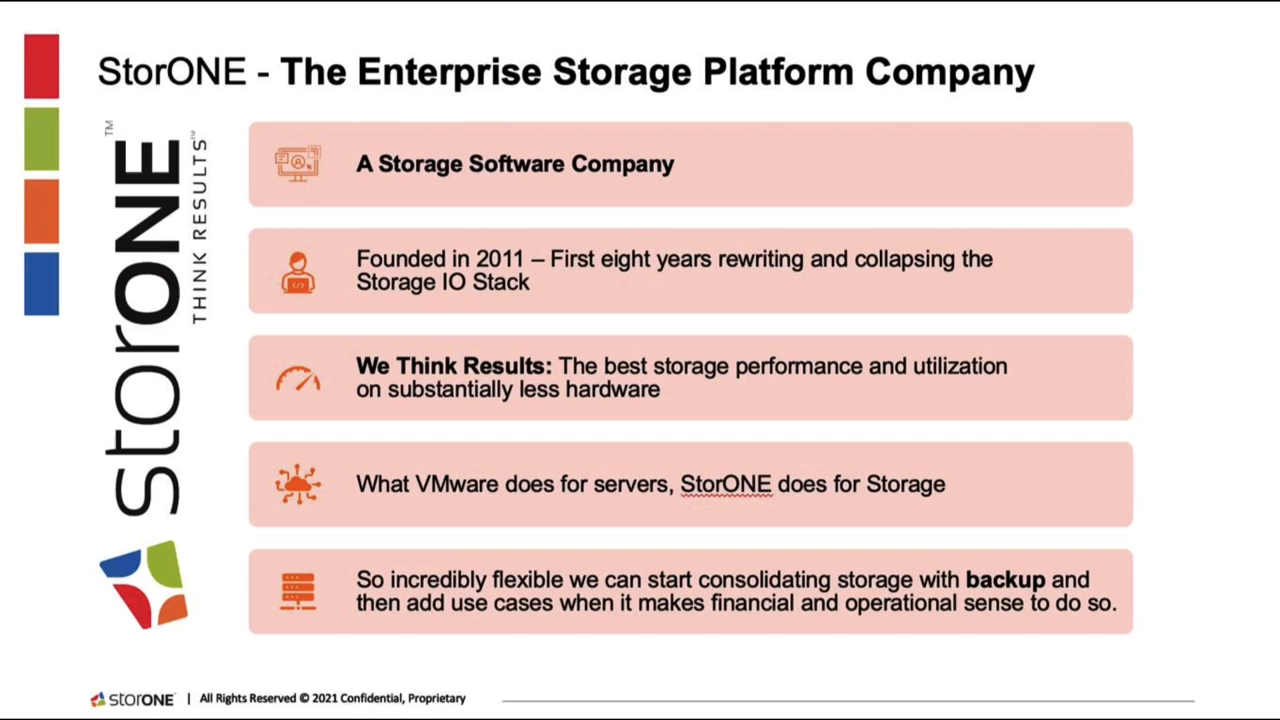 StorONE - The Enterprise Storage Platform Company
storONE™
THINK RESULTS™
A Storage Software Company
Founded in 2011 – First eight years rewriting and collapsing the
Storage IO Stack
We Think Results: The best storage performance and utilization
on substantially less hardware
What VMware does for servers, StorONE does for Storage
So incredibly flexible we can start consolidating storage with backup and
then add use cases when it makes financial and operational sense to do so.
storONE | All Rights Reserved © 2021 Confidential, Proprietary